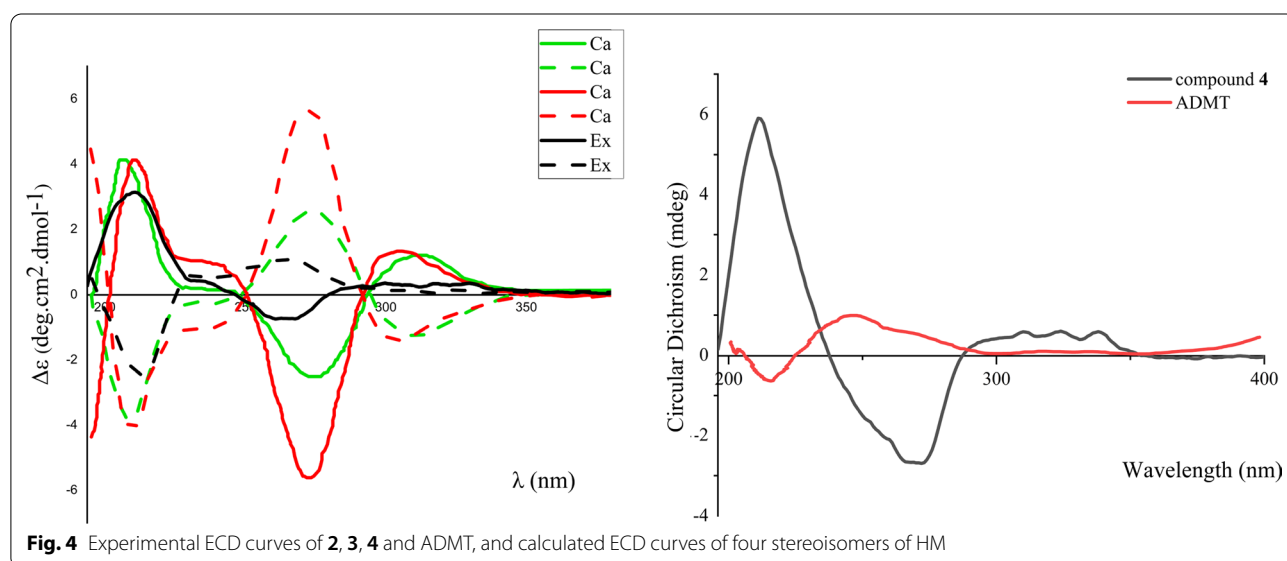 Ca
Ca
Ca
Ca
Ex
Ex
6
4
2
0
-2
-4
-6
200
250
300
350
Δε (deg.cm².dmol⁻¹)
λ (nm)
compound 4
ADMT
6
4
2
0
-2
-4
200
300
400
Circular Dichroism (mdeg)
Wavelength (nm)
Fig. 4 Experimental ECD curves of 2, 3, 4 and ADMT, and calculated ECD curves of four stereoisomers of HM